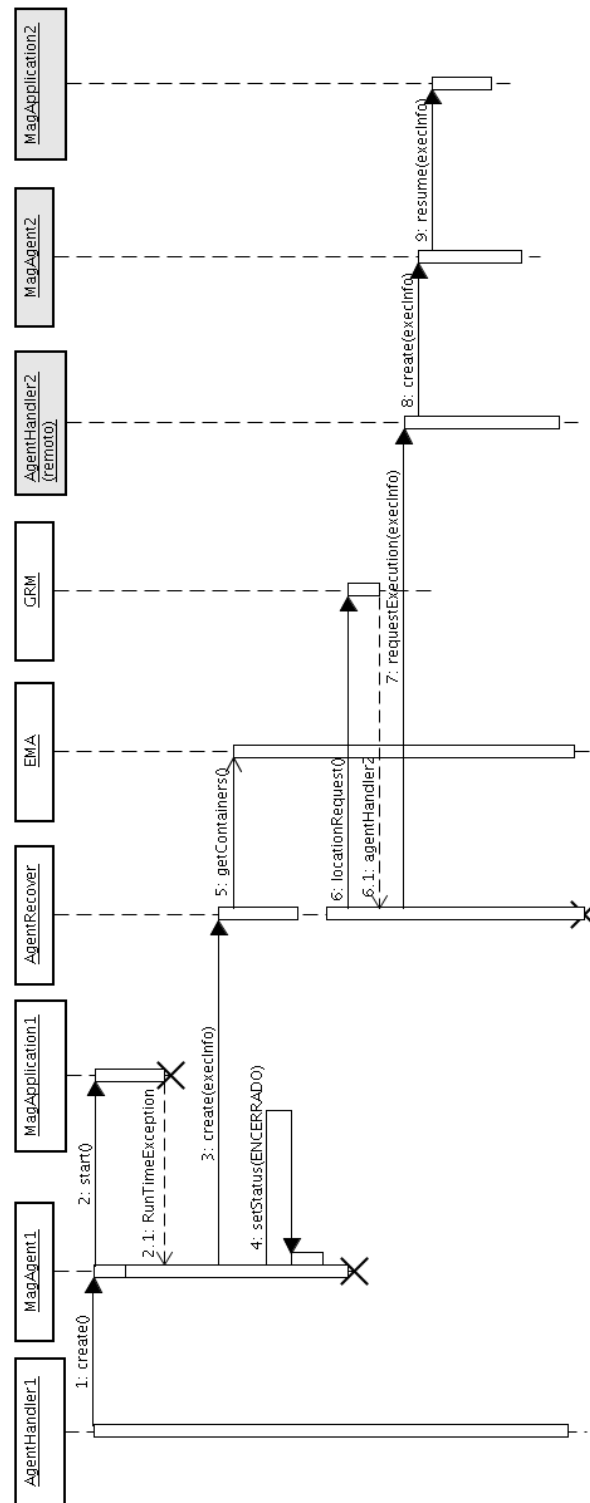 AgentHandler1
MagAgent1
MagApplication1
AgentRecover
EMA
GRM
AgentHandler2
(remoto)
MagAgent2
MagApplication2
1: create()
2: start()
2.1: RunTimeException
3: create(execInfo)
4: setStatus(ENCERRADO)
5: getContainers()
6: locationRequest()
6.1: agentHandler2
7: requestExecution(execInfo)
8: create(execInfo)
9: resume(execInfo)